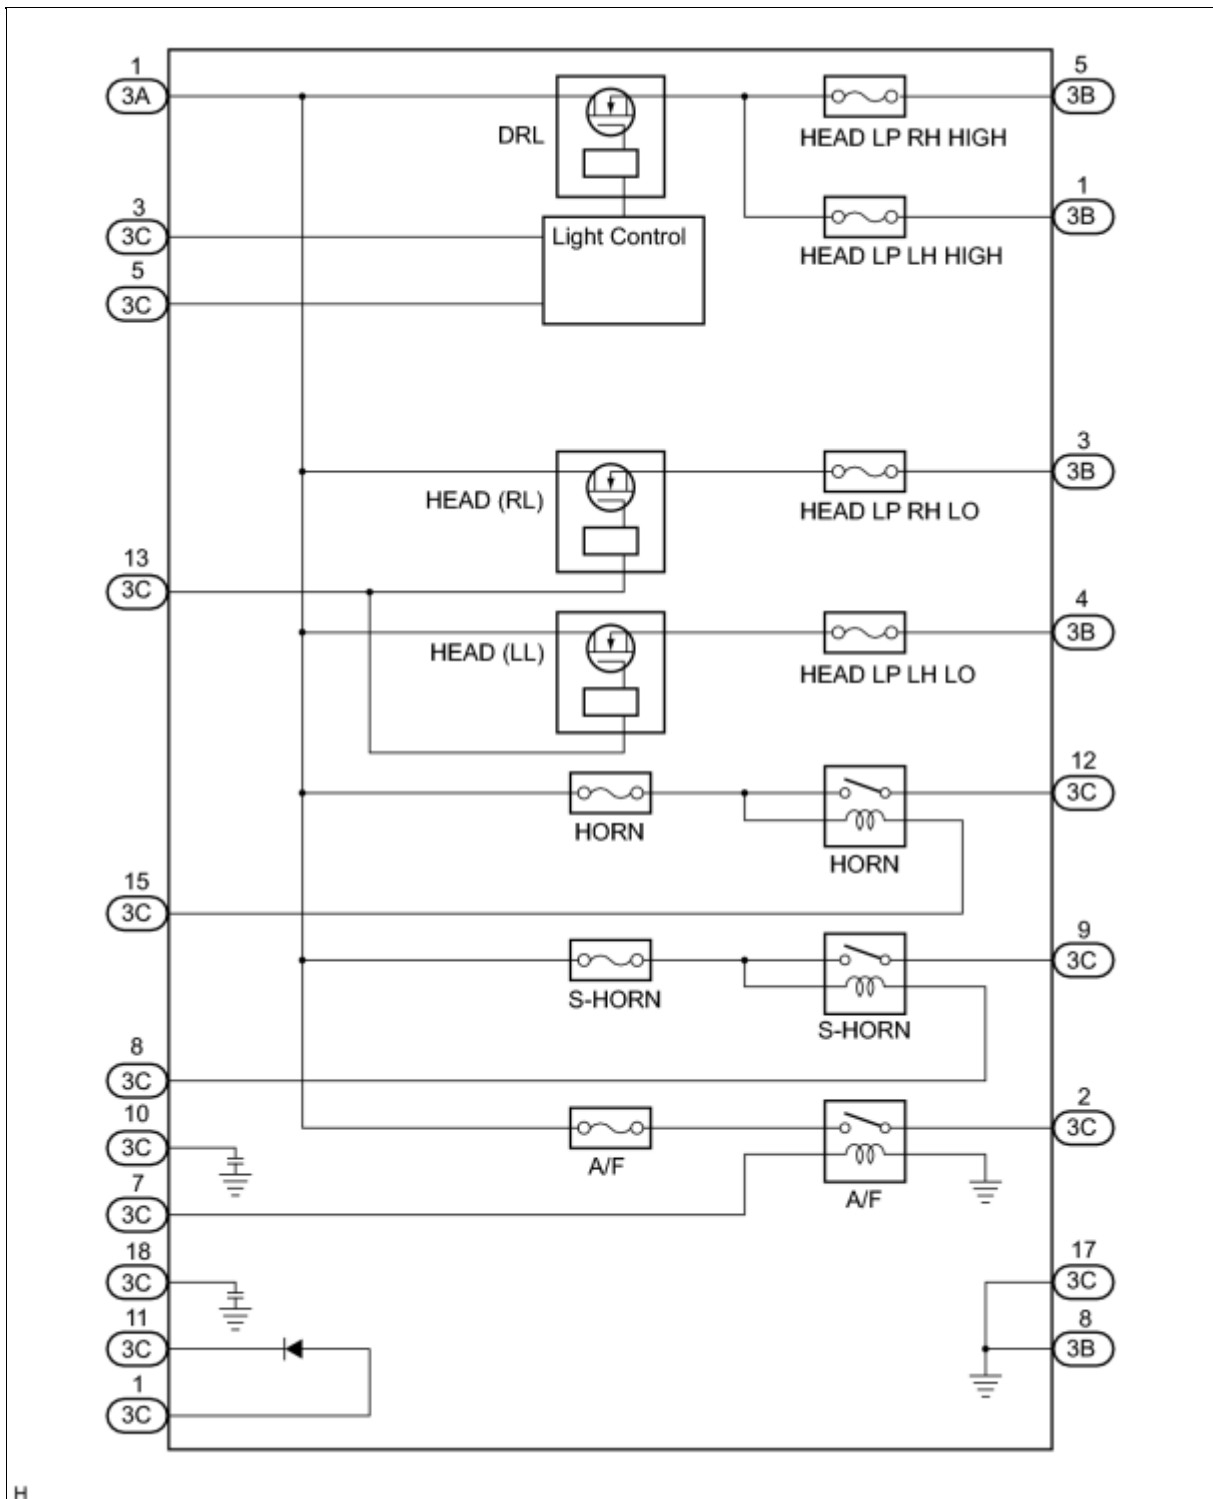 1
3A
5
3B
DRL
HEAD LP RH HIGH
3
3C
Light Control
1
3B
5
3C
HEAD LP LH HIGH
3
3B
HEAD (RL)
HEAD LP RH LO
13
3C
4
3B
HEAD (LL)
HEAD LP LH LO
12
3C
HORN
HORN
15
3C
9
3C
S-HORN
S-HORN
8
3C
10
3C
2
3C
A/F
A/F
7
3C
18
3C
17
3C
11
3C
8
3B
1
3C
H